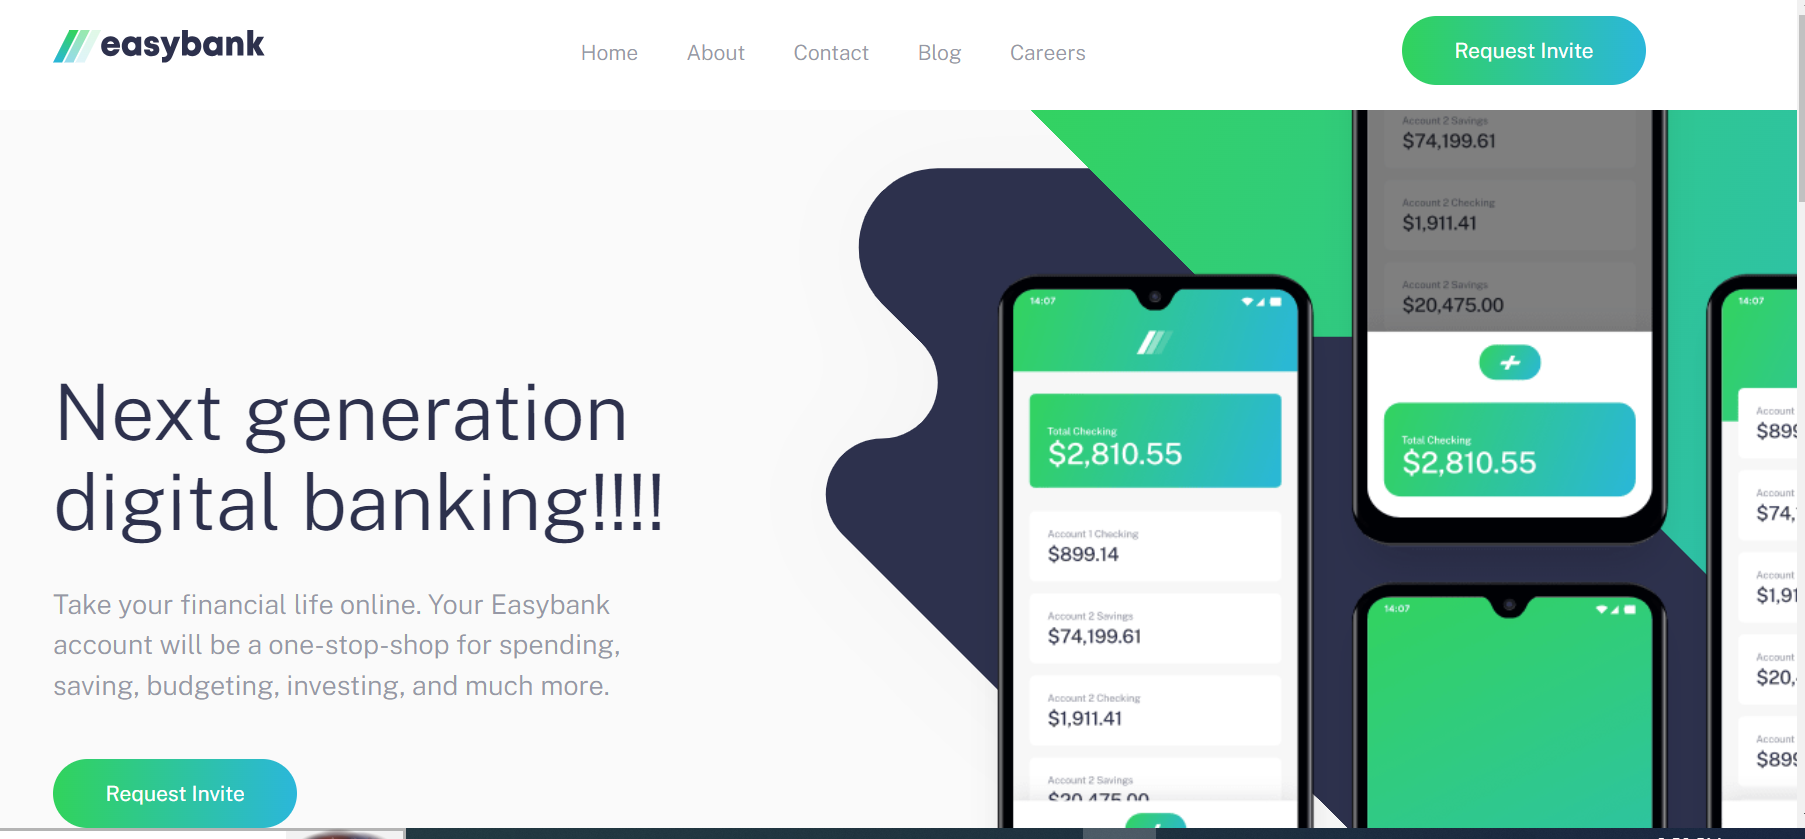 easybank
Home About Contact Blog Careers
Request Invite
Next generation
digital banking!!!!
Take your financial life online. Your Easybank
account will be a one-stop-shop for spending,
saving, budgeting, investing, and much more.
Request Invite
14:07
Total Checking
$2,810.55
Account 1 Checking
$899.14
Account 2 Savings
$74,199.61
Account 2 Checking
$1,911.41
Account 2 Savings
$20,475.00
Account 2 Savings
$74,199.61
Account 2 Checking
$1,911.41
Account 2 Savings
$20,475.00
Total Checking
$2,810.55
14:07
14:07
Account
$899
Account
$74,
Account
$1,91
Account
$20,
Account
$899